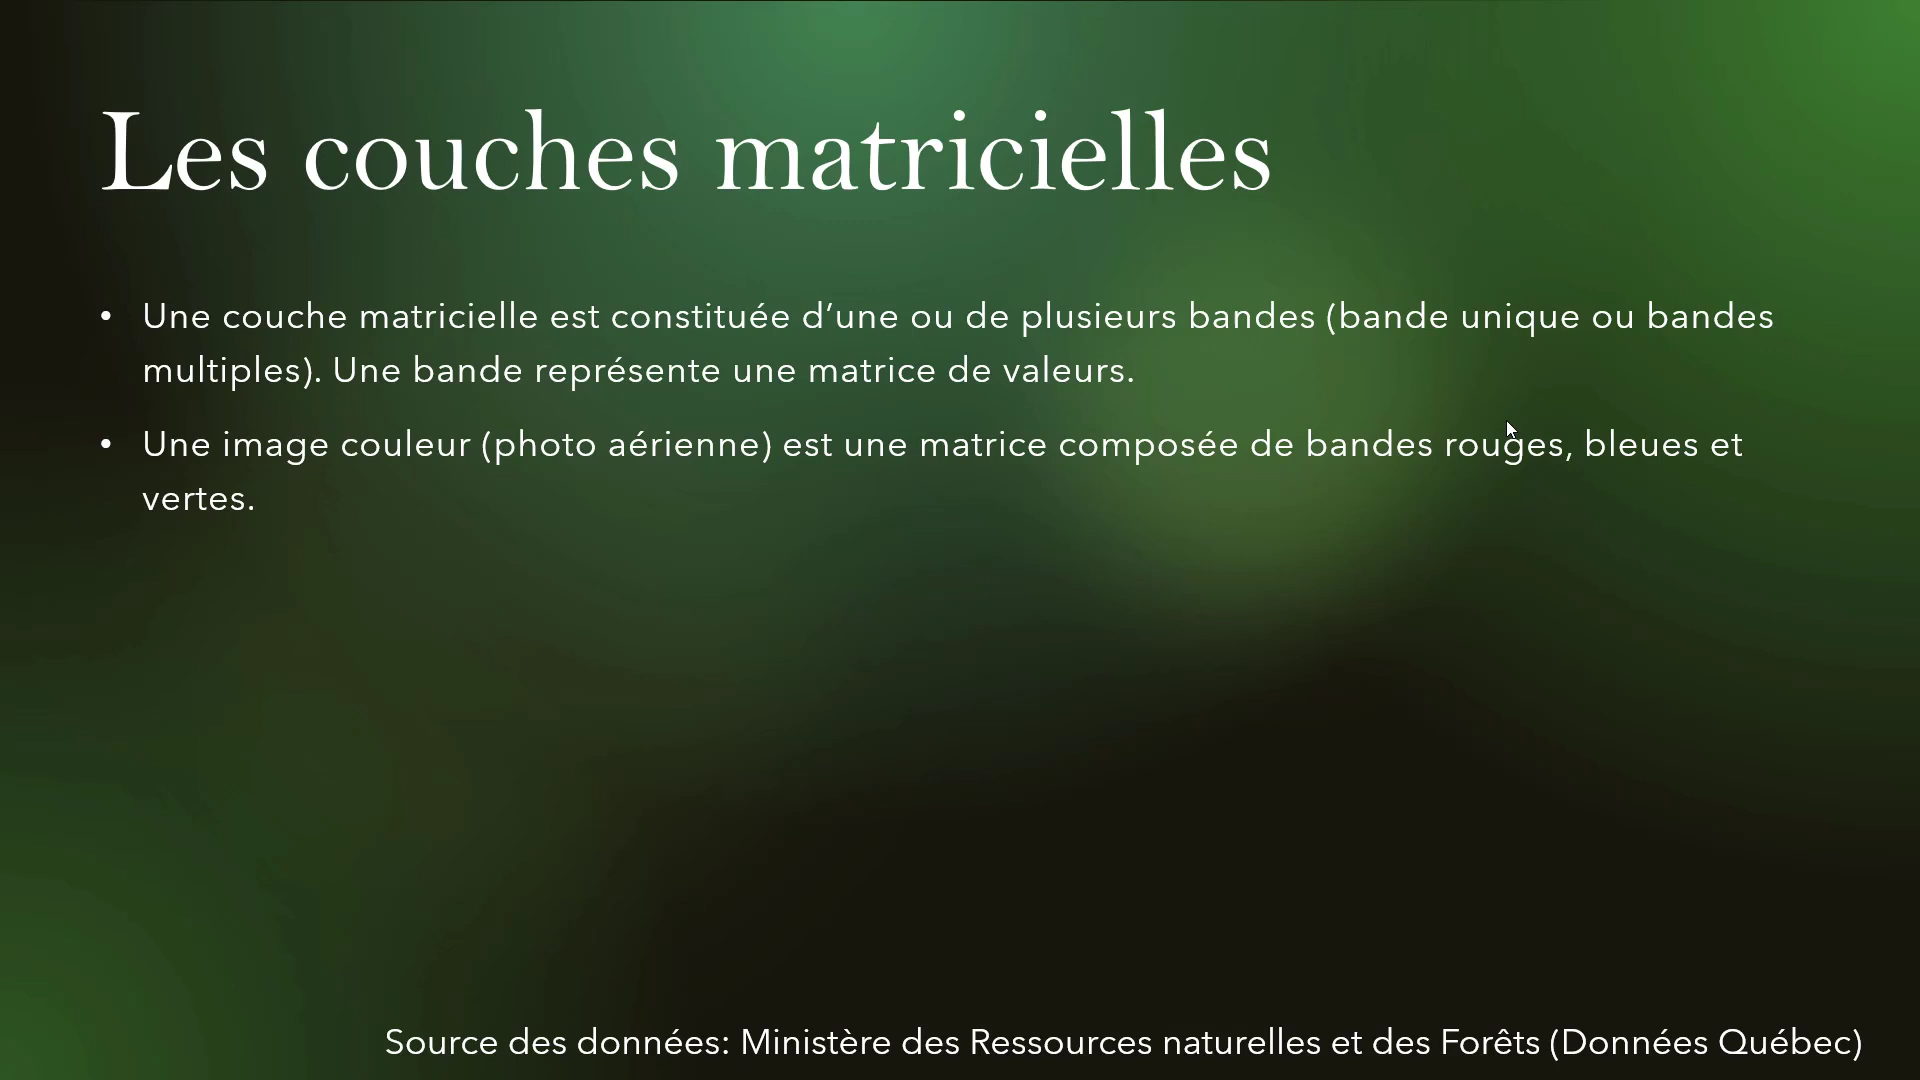 Les couches matricielles
• Une couche matricielle est constituée d’une ou de plusieurs bandes (bande unique ou bandes
multiples). Une bande représente une matrice de valeurs.
• Une image couleur (photo aérienne) est une matrice composée de bandes rouges, bleues et
vertes.
Source des données: Ministère des Ressources naturelles et des Forêts (Données Québec)